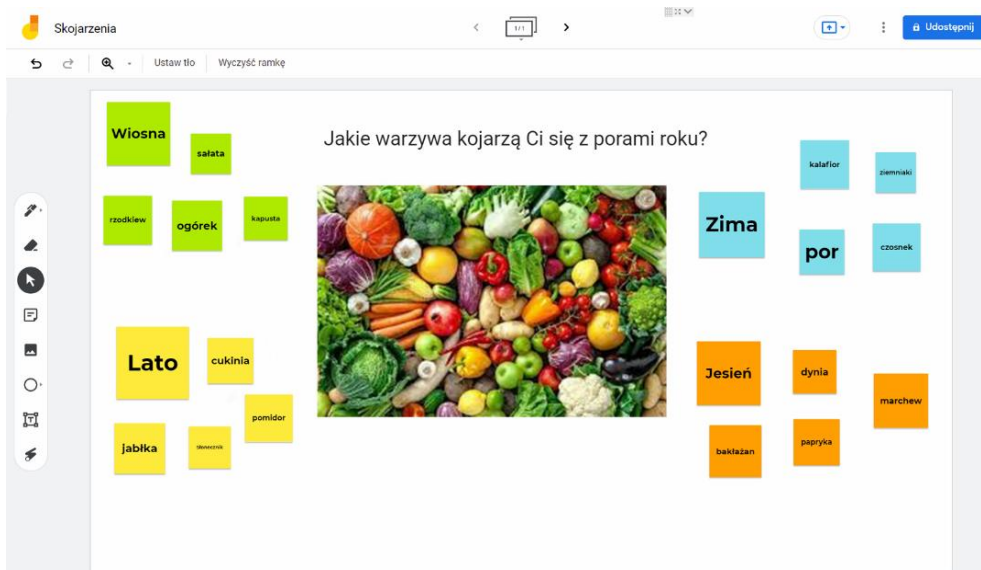 Skojarzenia
1/1
Udostępnij
Ustaw tło
Wyczyść ramkę
Jakie warzywa kojarzą Ci się z porami roku?
Wiosna
sałata
rzodkiew
ogórek
kapusta
Lato
cukinia
pomidor
jabłka
Zima
kalafior
ziemniaki
por
czosnek
Jesień
dynia
marchew
bakłażan
papryka